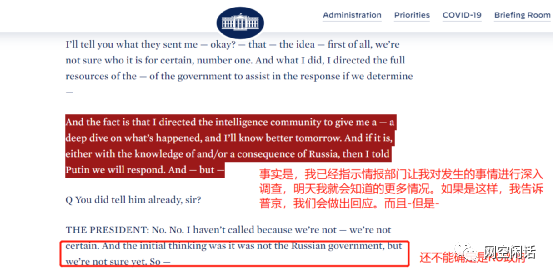 Administration Priorities COVID-19 Briefing Room
I'll tell you what they sent me — okay? — that — the idea — first of all, we're
not sure who it is for certain, number one. And what I did, I directed the full
resources of the — of the government to assist in the response if we determine
—
And the fact is that I directed the intelligence community to give me a — a
deep dive on what's happened, and I'll know better tomorrow. And if it is,
either with the knowledge of and/or a consequence of Russia, then I told
Putin we will respond. And — but —
事实是，我已经指示情报部门让我对发生的事情进行深入
调查，明天我就会知道的更多情况。如果是这样，我告诉
普京，我们会做出回应。而且-但是-
Q You did tell him already, sir?
THE PRESIDENT: No. No. I haven't called because we're not — we're not
certain. And the initial thinking was it was not the Russian government, but
we're not sure yet. So —
还不能确定是
网空闲话